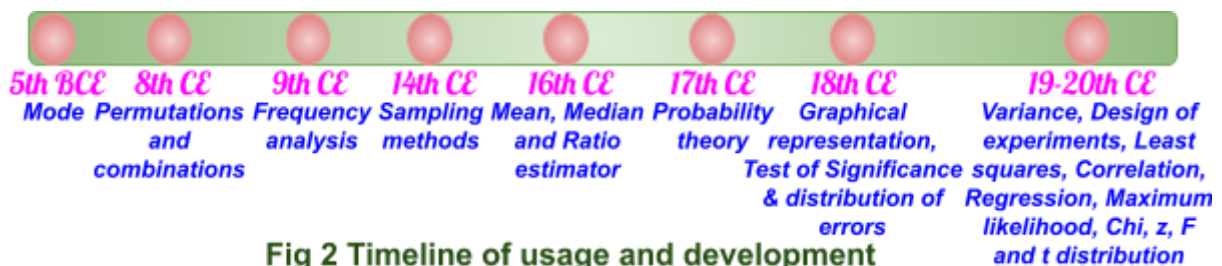 5th BCE
Mode
8th CE
Permutations
and
combinations
9th CE
Frequency
analysis
14th CE
Sampling
methods
16th CE
Mean, Median
and Ratio
estimator
17th CE
Probability
theory
18th CE
Graphical
representation,
Test of Significance
& distribution of
errors
19-20th CE
Variance, Design of
experiments, Least
squares, Correlation,
Regression, Maximum
likelihood, Chi, z, F
and t distribution
Fig 2 Timeline of usage and development